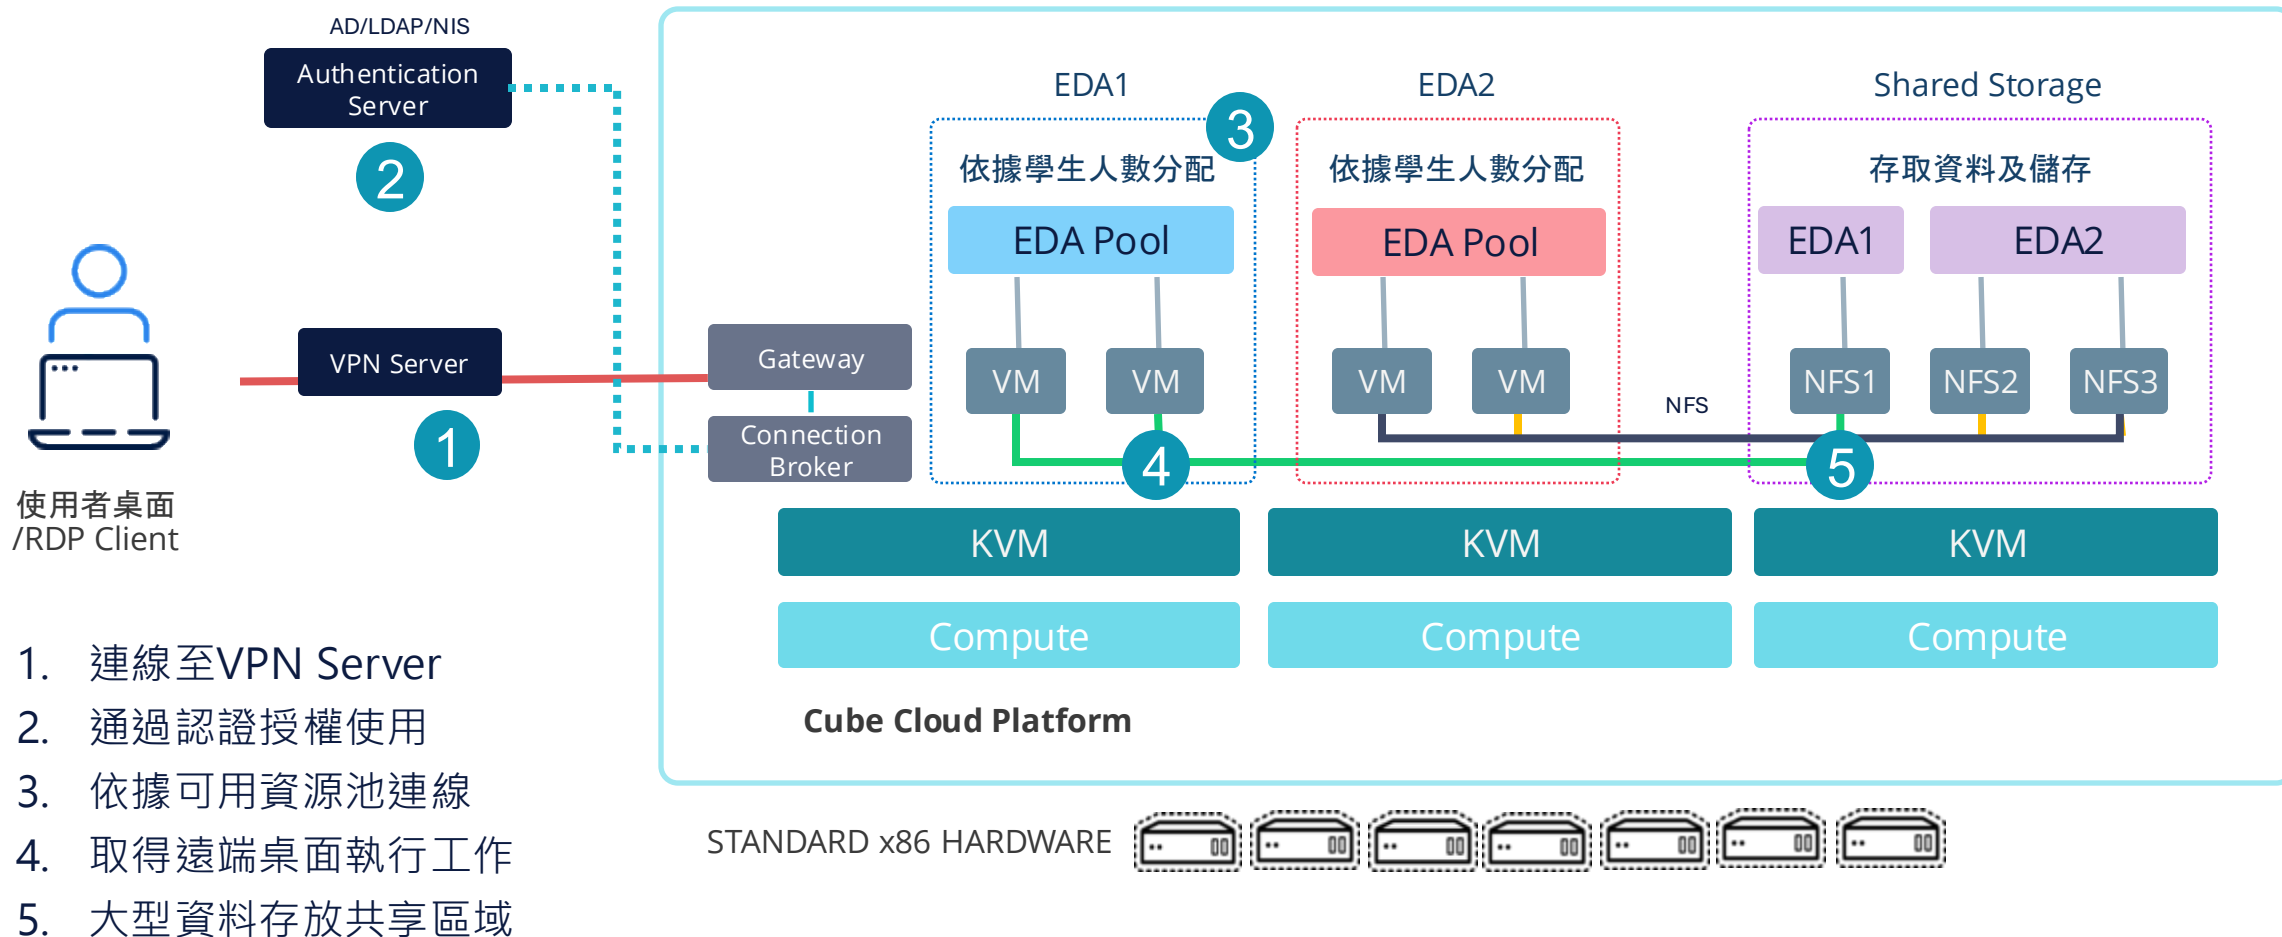 AD/LDAP/NIS
Authentication
Server
2
VPN Server
1
使用者桌面
/RDP Client
Gateway
Connection
Broker
EDA1
3
依據學生人數分配
EDA Pool
VM
VM
4
EDA2
依據學生人數分配
EDA Pool
VM
VM
NFS
Shared Storage
存取資料及儲存
EDA1
EDA2
NFS1
NFS2
NFS3
5
KVM
KVM
KVM
Compute
Compute
Compute
Cube Cloud Platform
STANDARD x86 HARDWARE
1. 連線至VPN Server
2. 通過認證授權使用
3. 依據可用資源池連線
4. 取得遠端桌面執行工作
5. 大型資料存放共享區域